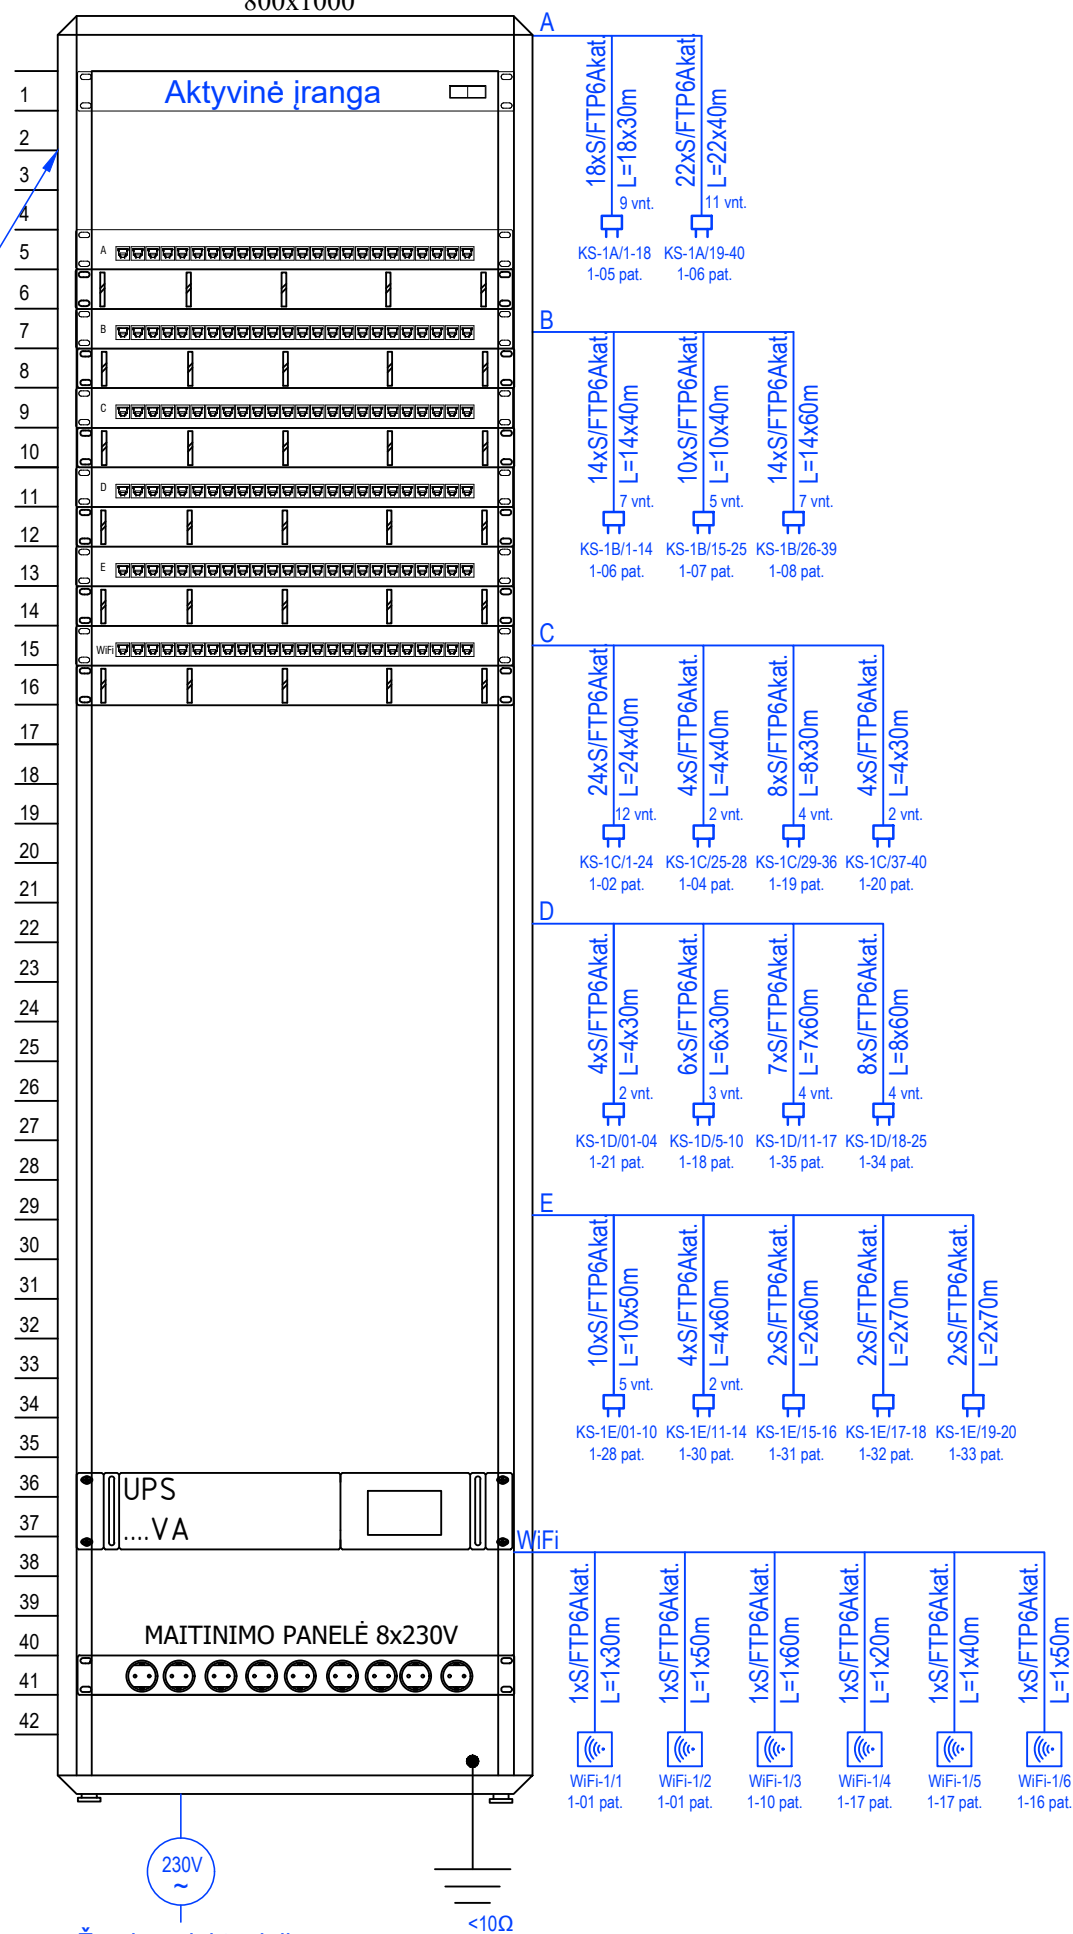 800x1000
Aktyvinė įranga
1
2
3
4
5
6
7
8
9
10
11
12
13
14
15
16
17
18
19
20
21
22
23
24
25
26
27
28
29
30
31
32
33
34
35
36
37
38
39
40
41
42
A
B
C
D
E
WiFi
UPS
....VA
MAITINIMO PANELĖ 8x230V
230V
~
<10Ω
A
18xS/FTP6Akat.
L=18x30m
9 vnt.
KS-1A/1-18
1-05 pat.
22xS/FTP6Akat.
L=22x40m
11 vnt.
KS-1A/19-40
1-06 pat.
B
14xS/FTP6Akat.
L=14x40m
7 vnt.
KS-1B/1-14
1-06 pat.
10xS/FTP6Akat.
L=10x40m
5 vnt.
KS-1B/15-25
1-07 pat.
14xS/FTP6Akat.
L=14x60m
7 vnt.
KS-1B/26-39
1-08 pat.
C
24xS/FTP6Akat.
L=24x40m
12 vnt.
KS-1C/1-24
1-02 pat.
4xS/FTP6Akat.
L=4x40m
2 vnt.
KS-1C/25-28
1-04 pat.
8xS/FTP6Akat.
L=8x30m
4 vnt.
KS-1C/29-36
1-19 pat.
4xS/FTP6Akat.
L=4x30m
2 vnt.
KS-1C/37-40
1-20 pat.
D
4xS/FTP6Akat.
L=4x30m
2 vnt.
KS-1D/01-04
1-21 pat.
6xS/FTP6Akat.
L=6x30m
3 vnt.
KS-1D/5-10
1-18 pat.
7xS/FTP6Akat.
L=7x60m
4 vnt.
KS-1D/11-17
1-35 pat.
8xS/FTP6Akat.
L=8x60m
4 vnt.
KS-1D/18-25
1-34 pat.
E
10xS/FTP6Akat.
L=10x50m
5 vnt.
KS-1E/01-10
1-28 pat.
4xS/FTP6Akat.
L=4x60m
2 vnt.
KS-1E/11-14
1-30 pat.
2xS/FTP6Akat.
L=2x60m
KS-1E/15-16
1-31 pat.
2xS/FTP6Akat.
L=2x70m
KS-1E/17-18
1-32 pat.
2xS/FTP6Akat.
L=2x70m
KS-1E/19-20
1-33 pat.
WiFi
1xS/FTP6Akat.
L=1x30m
WiFi-1/1
1-01 pat.
1xS/FTP6Akat.
L=1x50m
WiFi-1/2
1-01 pat.
1xS/FTP6Akat.
L=1x60m
WiFi-1/3
1-10 pat.
1xS/FTP6Akat.
L=1x20m
WiFi-1/4
1-17 pat.
1xS/FTP6Akat.
L=1x40m
WiFi-1/5
1-17 pat.
1xS/FTP6Akat.
L=1x50m
WiFi-1/6
1-16 pat.